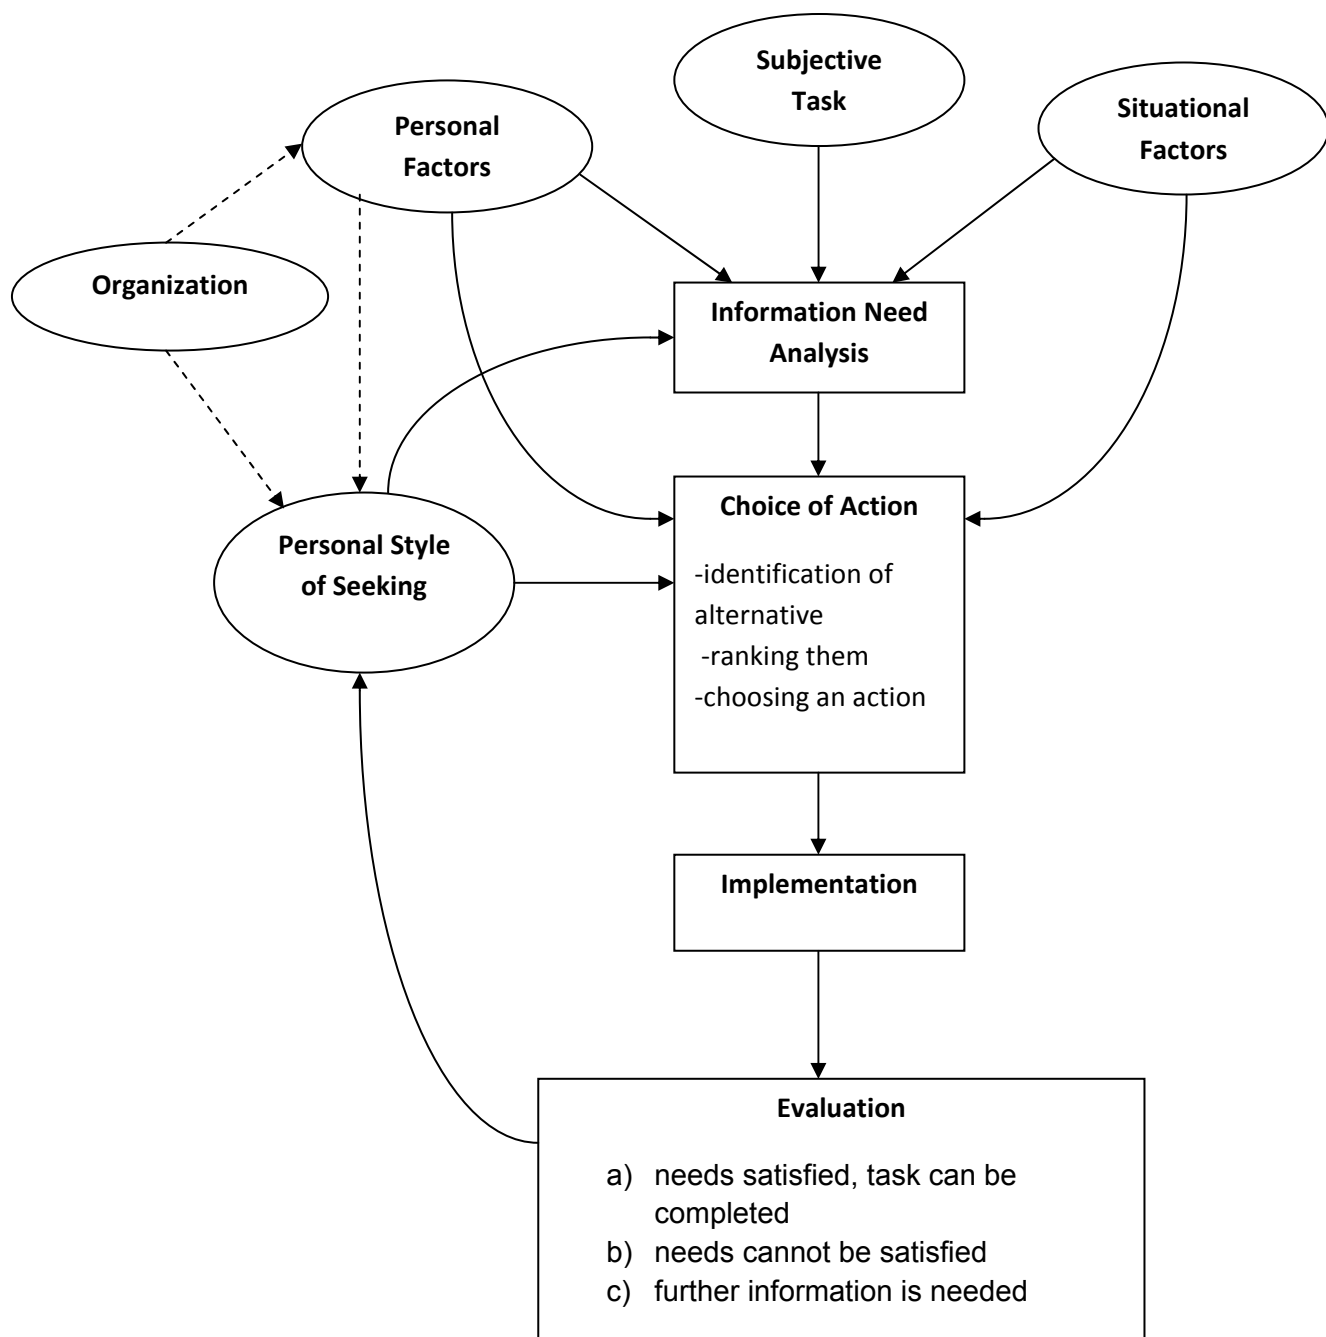 Subjective
Task
Personal
Factors
Situational
Factors
Organization
Information Need
Analysis
Choice of Action
-identification of
alternative
-ranking them
-choosing an action
Personal Style
of Seeking
Implementation
Evaluation
a) needs satisfied, task can be
completed
b) needs cannot be satisfied
c) further information is needed